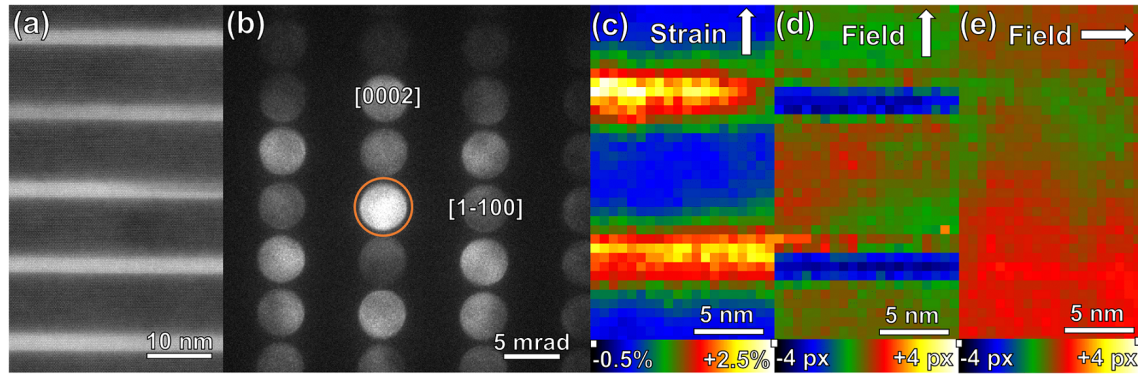 (a)
10 nm
(b)
[0002]
[1-100]
5 mrad
(c)
Strain
5 nm
-0.5% +2.5%
(d)
Field
5 nm
-4 px +4 px
(e)
Field
5 nm
-4 px +4 px